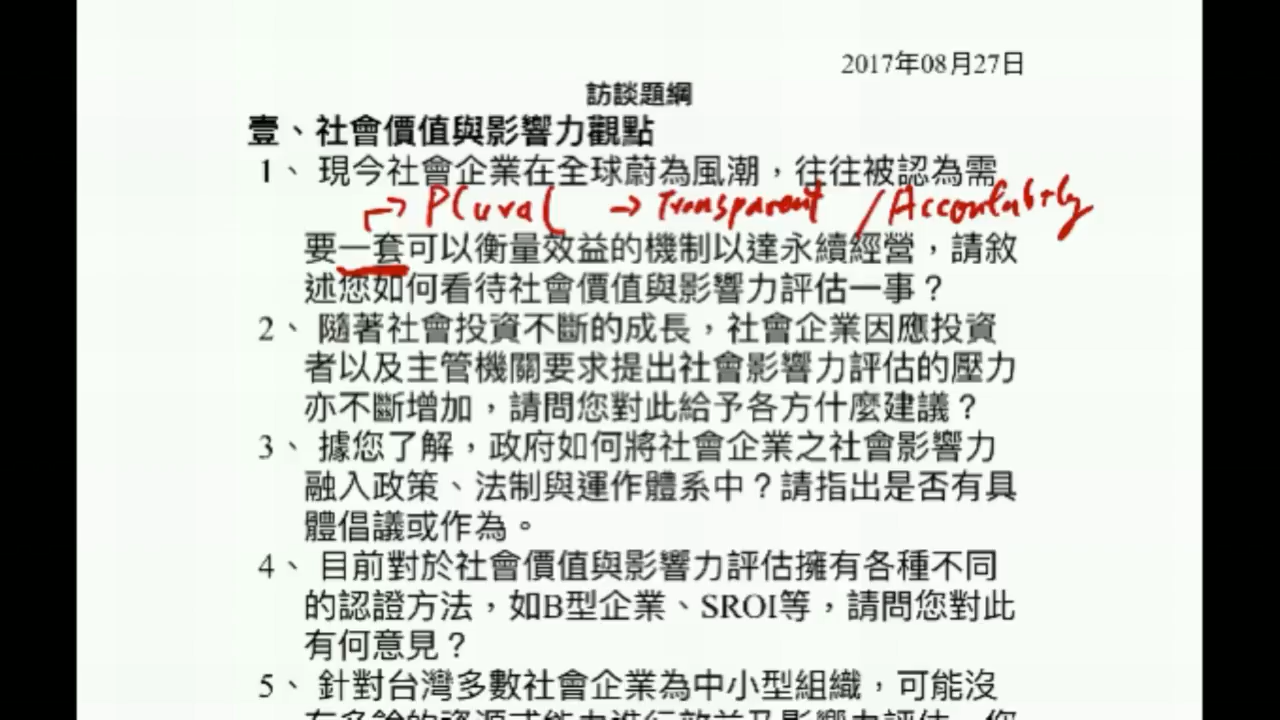 2017年08月27日
訪談題綱
壹、社會價值與影響力觀點
1、 現今社會企業在全球蔚為風潮，往往被認為需
→ Plural → Transparent / Accountability
要一套可以衡量效益的機制以達永續經營，請敘
述您如何看待社會價值與影響力評估一事？
2、 隨著社會投資不斷的成長，社會企業因應投資
者以及主管機關要求提出社會影響力評估的壓力
亦不斷增加，請問您對此給予各方什麼建議？
3、 據您了解，政府如何將社會企業之社會影響力
融入政策、法制與運作體系中？請指出是否有具
體倡議或作為。
4、 目前對於社會價值與影響力評估擁有各種不同
的認證方法，如B型企業、SROI等，請問您對此
有何意見？
5、 針對台灣多數社會企業為中小型組織，可能沒